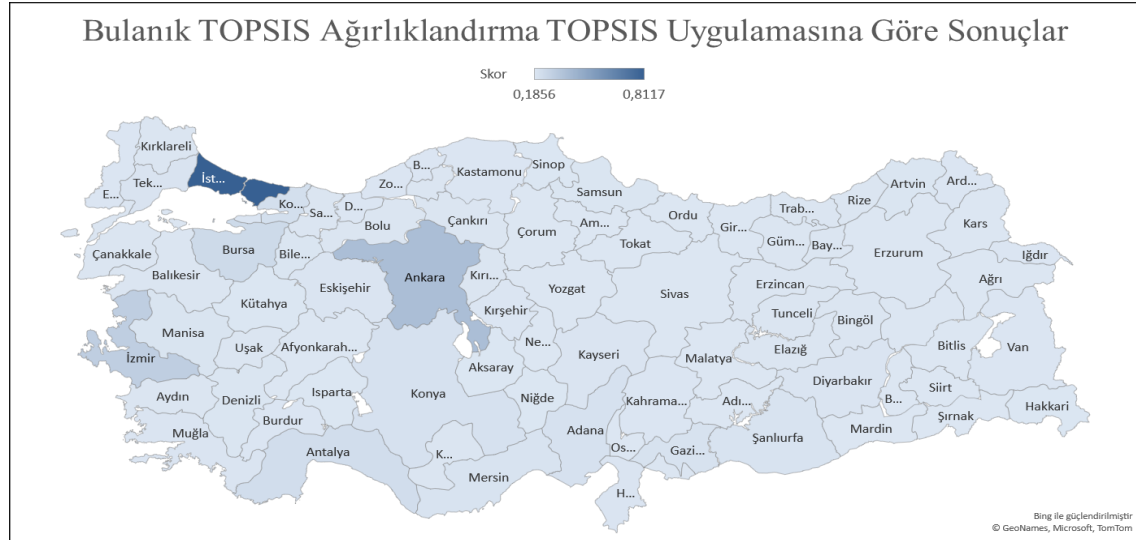 Bulanık TOPSIS Ağırlıklandırma TOPSIS Uygulamasına Göre Sonuçlar
Skor
0,1856 0,8117
Kırklareli
E...
Tek...
İst...
Ko...
Sa...
D...
Zo...
B...
Kastamonu
Sinop
Samsun
Bolu
Çankırı
Çorum
Am...
Tokat
Ordu
Gir...
Trab...
Güm...
Bay...
Rize
Artvin
Ard...
Kars
Erzurum
Iğdır
Ağrı
Çanakkale
Balıkesir
Bursa
Bile...
Eskişehir
Ankara
Kırı...
Yozgat
Sivas
Erzincan
Tunceli
Bingöl
Kütahya
Kırşehir
Manisa
İzmir
Uşak
Afyonkarah...
Ne...
Aksaray
Kayseri
Malatya
Elazığ
Bitlis
Van
Aydın
Denizli
Isparta
Burdur
Konya
Niğde
Kahrama...
Adı...
Diyarbakır
B...
Siirt
Şırnak
Hakkari
Muğla
Antalya
K...
Mersin
Adana
Os...
Gazi...
Şanlıurfa
Mardin
H...
Bing ile güçlendirilmiştir
© GeoNames, Microsoft, TomTom